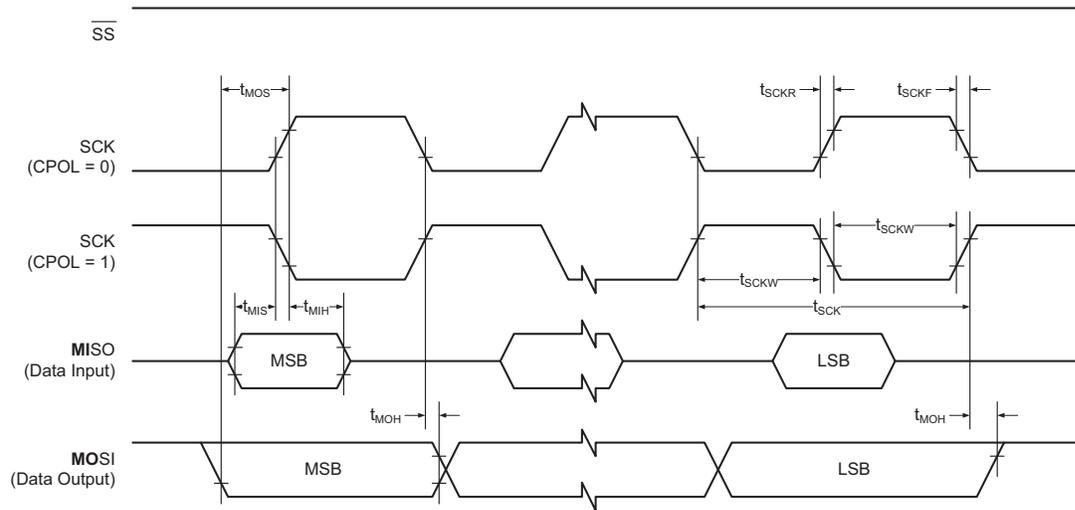 SS
tMOS
tSCKR
tSCKF
SCK
(CPOL = 0)
SCK
(CPOL = 1)
tSCKW
tSCKW
tSCK
tMIS
tMIH
MISO
(Data Input)
MSB
LSB
tMOH
tMOH
MOSI
(Data Output)
MSB
LSB